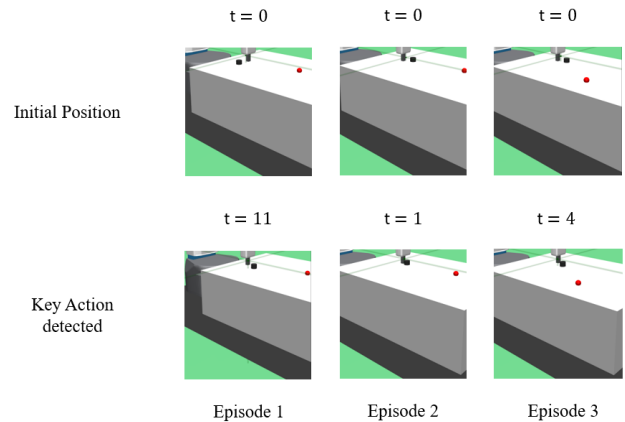 t = 0 t = 0 t = 0
Initial Position
t = 11 t = 1 t = 4
Key Action
detected
Episode 1 Episode 2 Episode 3